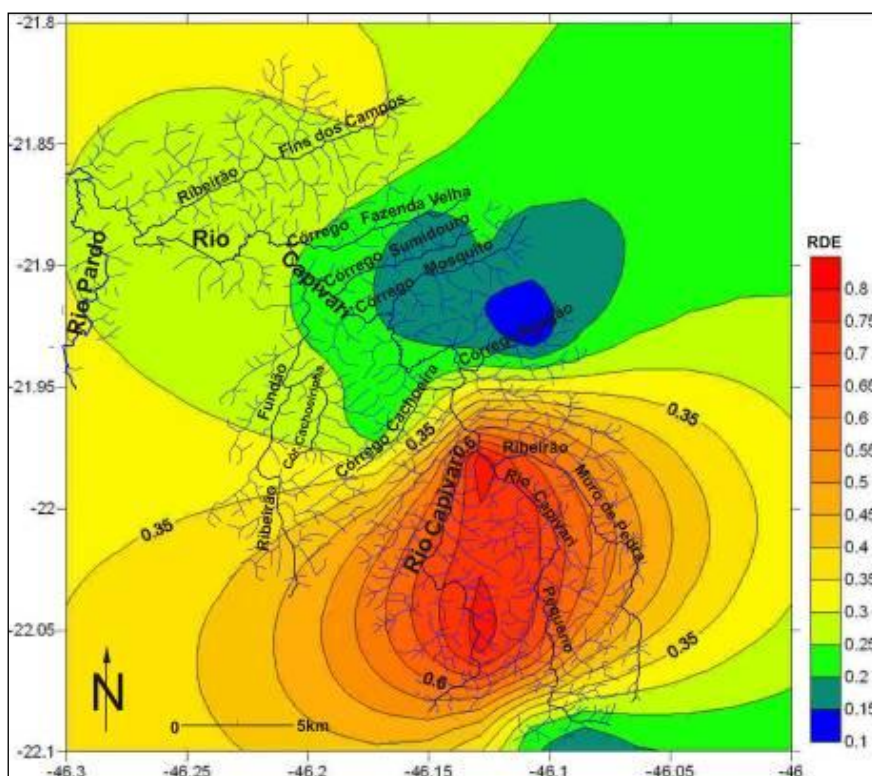 -21.8
-21.85
-21.9
-21.95
-22
-22.05
-22.1
-46.3
-46.25
-46.2
-46.15
-46.1
-46.05
-46
Ribeirão Fins dos Campos
Rio Pardo
Rio Capivari
Córrego Fazenda Velha
Córrego Sumidouro
Córrego Mosquito
Córrego
Córrego Cachoeira
Ribeirão Fundão
Cór. Cachoeirinha
Rio Capivari
Ribeirão Muro de Pedra
Rio Capivari Pequeno
0.35
0.35
0.35
0.35
0.6
0.6
N
0 5km
RDE
0.8
0.75
0.7
0.65
0.6
0.55
0.5
0.45
0.4
0.35
0.3
0.25
0.2
0.15
0.1